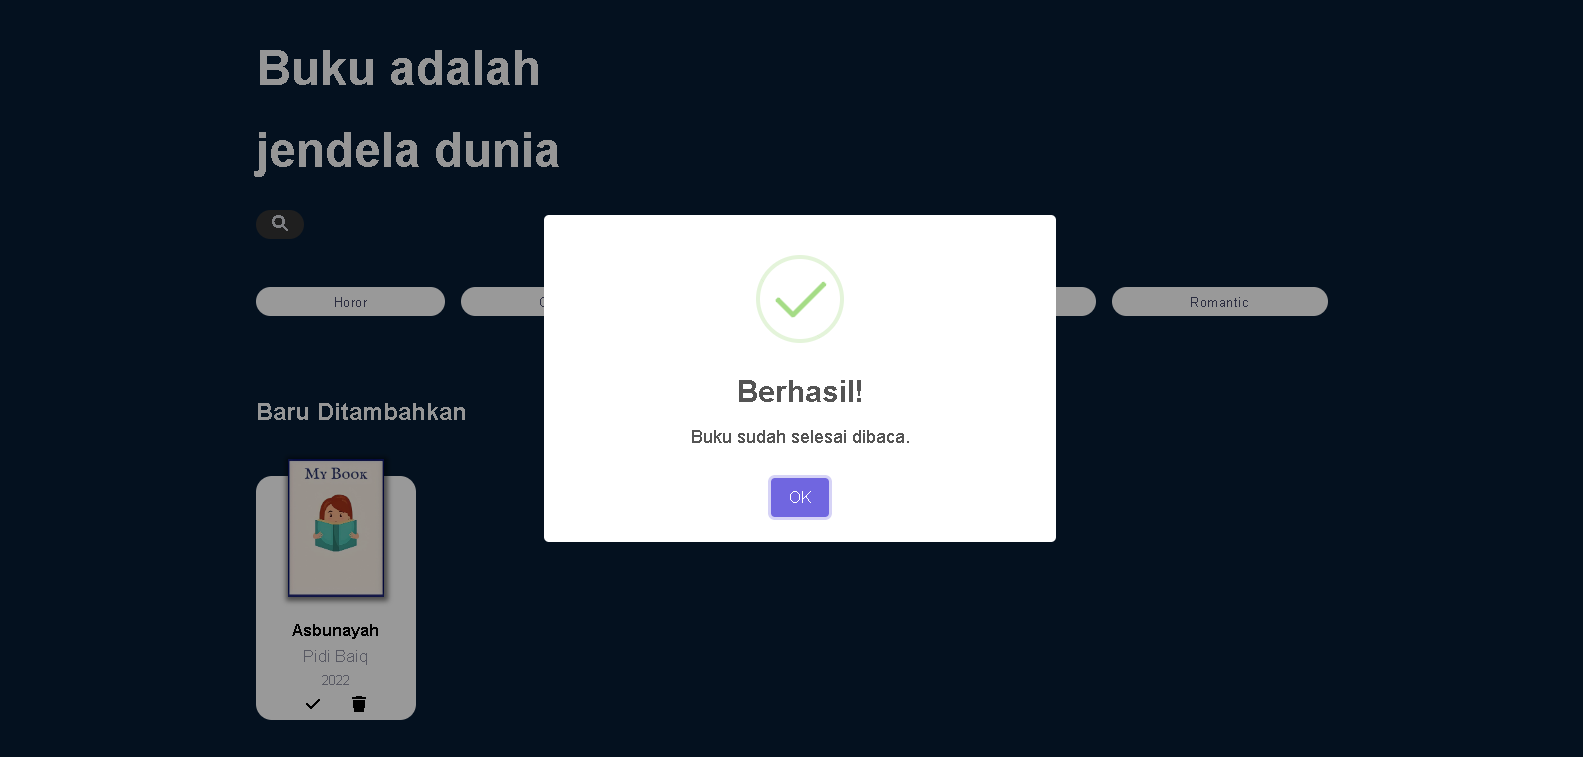 Buku adalah
jendela dunia
Horor
Romantic
Berhasil!
Buku sudah selesai dibaca.
OK
Baru Ditambahkan
My Book
Asbunayah
Pidi Baiq
2022